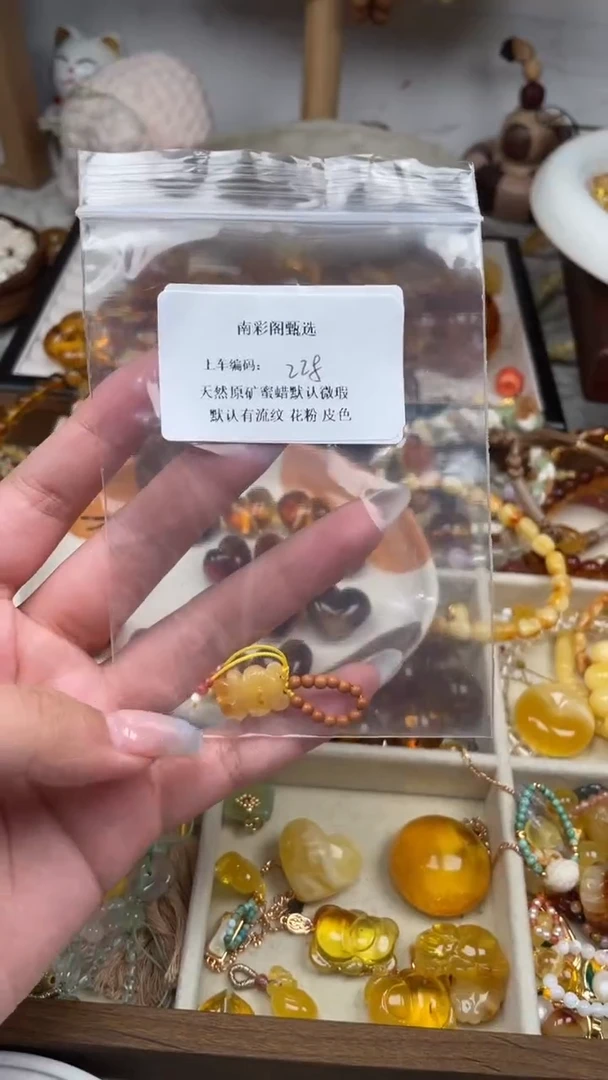 南彩阁甄选
上车编码： 228
天然原矿蜜蜡默认微瑕
默认有流纹 花粉 皮色